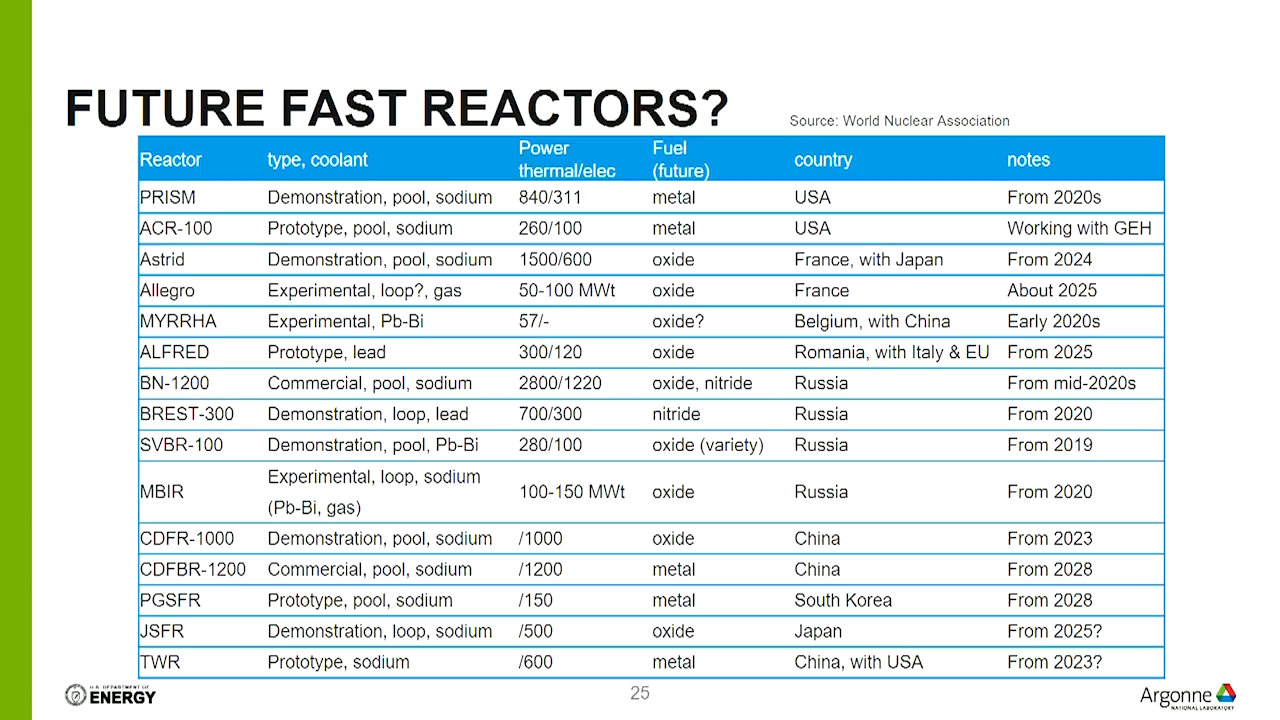 FUTURE FAST REACTORS?
Source: World Nuclear Association
Reactor type, coolant Power thermal/elec Fuel (future) country notes
PRISM Demonstration, pool, sodium 840/311 metal USA From 2020s
ACR-100 Prototype, pool, sodium 260/100 metal USA Working with GEH
Astrid Demonstration, pool, sodium 1500/600 oxide France, with Japan From 2024
Allegro Experimental, loop?, gas 50-100 MWt oxide France About 2025
MYRRHA Experimental, Pb-Bi 57/- oxide? Belgium, with China Early 2020s
ALFRED Prototype, lead 300/120 oxide Romania, with Italy & EU From 2025
BN-1200 Commercial, pool, sodium 2800/1220 oxide, nitride Russia From mid-2020s
BREST-300 Demonstration, loop, lead 700/300 nitride Russia From 2020
SVBR-100 Demonstration, pool, Pb-Bi 280/100 oxide (variety) Russia From 2019
MBIR Experimental, loop, sodium (Pb-Bi, gas) 100-150 MWt oxide Russia From 2020
CDFR-1000 Demonstration, pool, sodium /1000 oxide China From 2023
CDFBR-1200 Commercial, pool, sodium /1200 metal China From 2028
PGSFR Prototype, pool, sodium /150 metal South Korea From 2028
JSFR Demonstration, loop, sodium /500 oxide Japan From 2025?
TWR Prototype, sodium /600 metal China, with USA From 2023?
U.S. DEPARTMENT OF
ENERGY
25
Argonne
NATIONAL LABORATORY